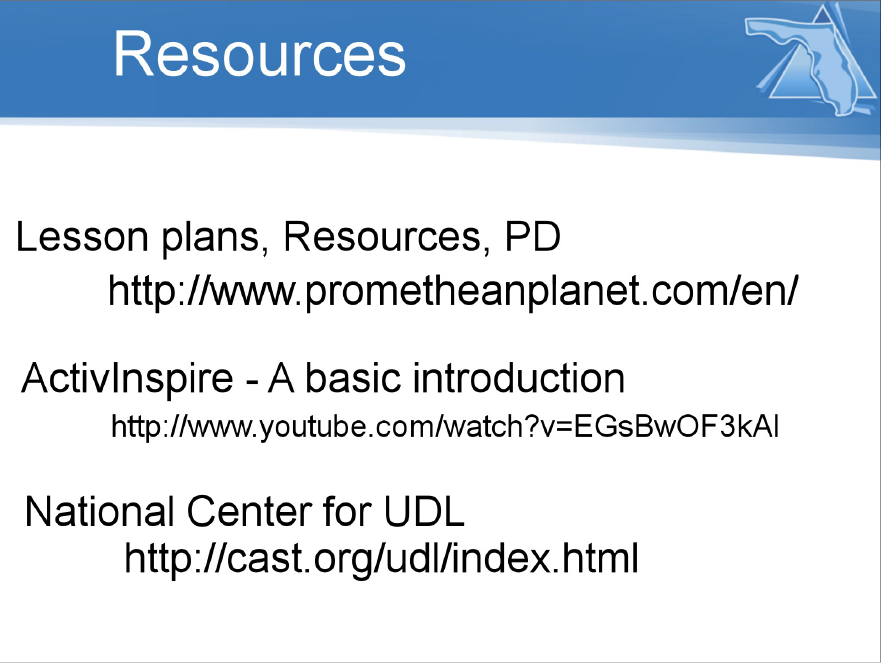 Resources
Lesson plans, Resources, PD
http://www.prometheanplanet.com/en/
ActivInspire - A basic introduction
http://www.youtube.com/watch?v=EGsBwOF3kAI
National Center for UDL
http://cast.org/udl/index.html